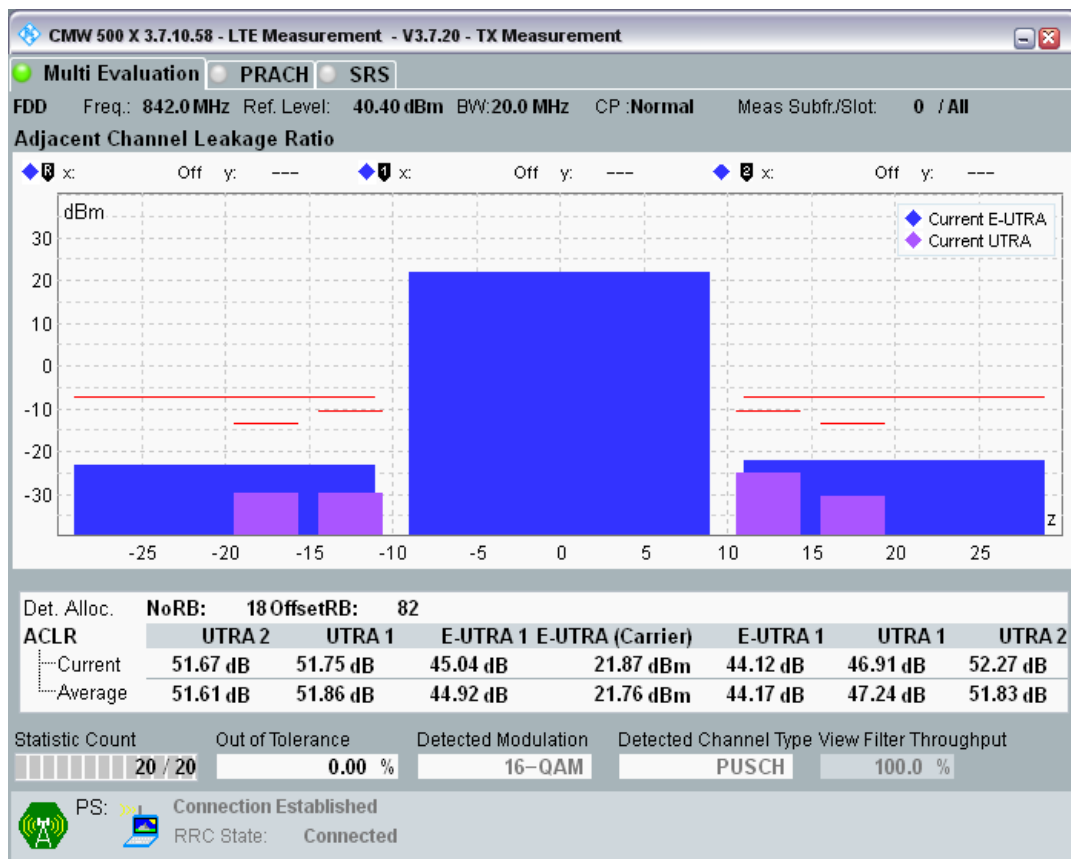 CMW 500 X 3.7.10.58 - LTE Measurement - V3.7.20 - TX Measurement
Multi Evaluation PRACH SRS
FDD Freq.: 842.0 MHz Ref. Level: 40.40 dBm BW:20.0 MHz CP :Normal Meas Subfr./Slot: 0 / All
Adjacent Channel Leakage Ratio
R x: Off y: --- 1 x: Off y: --- 2 x: Off y: ---
dBm
Current E-UTRA
Current UTRA
30
20
10
0
-10
-20
-30
z
-25 -20 -15 -10 -5 0 5 10 15 20 25
Det. Alloc. NoRB: 18 OffsetRB: 82
ACLR UTRA 2 UTRA 1 E-UTRA 1 E-UTRA (Carrier) E-UTRA 1 UTRA 1 UTRA 2
Current 51.67 dB 51.75 dB 45.04 dB 21.87 dBm 44.12 dB 46.91 dB 52.27 dB
Average 51.61 dB 51.86 dB 44.92 dB 21.76 dBm 44.17 dB 47.24 dB 51.83 dB
Statistic Count Out of Tolerance Detected Modulation Detected Channel Type View Filter Throughput
20 / 20 0.00 % 16-QAM PUSCH 100.0 %
PS: Connection Established
RRC State: Connected